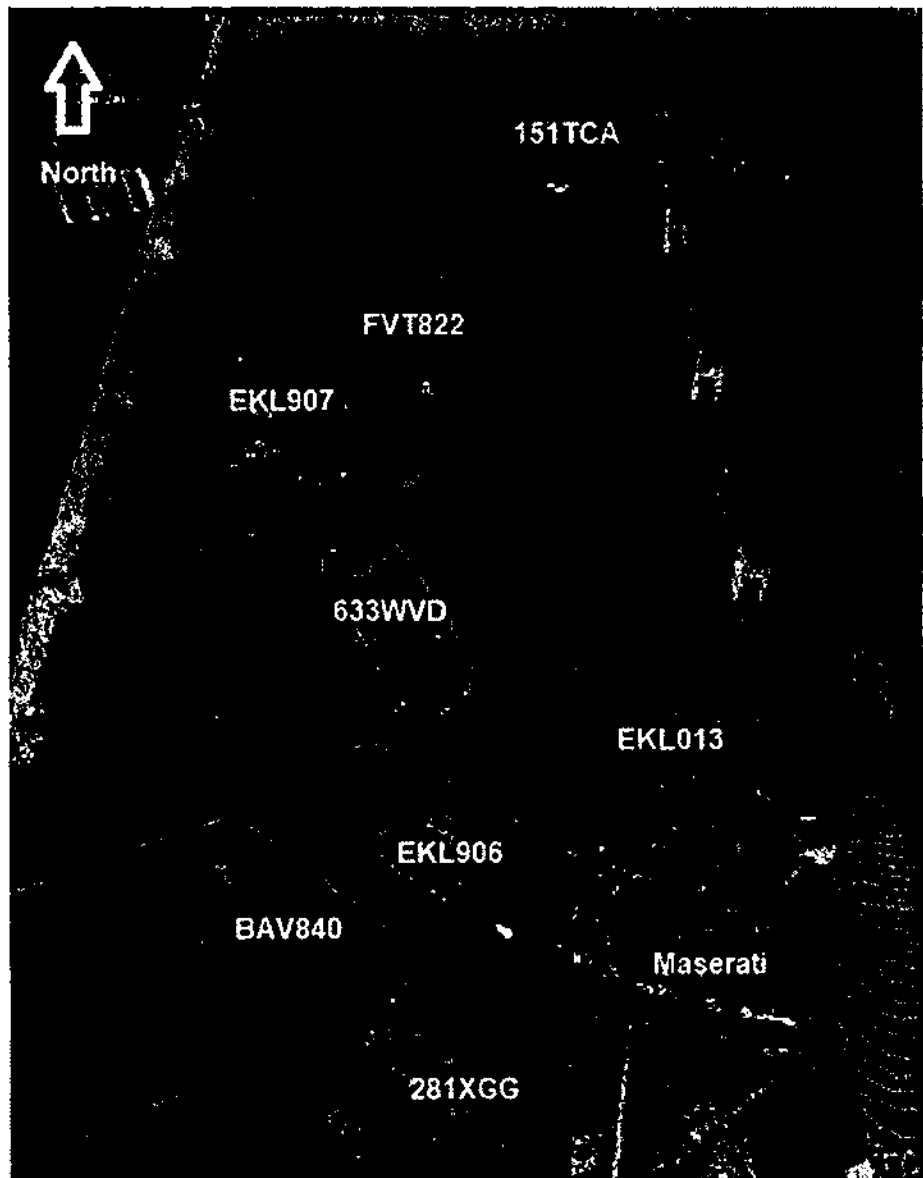 151TCA
North
FVT822
EKL907
633WVD
EKL013
EKL906
BAV840
Maserati
281XGG